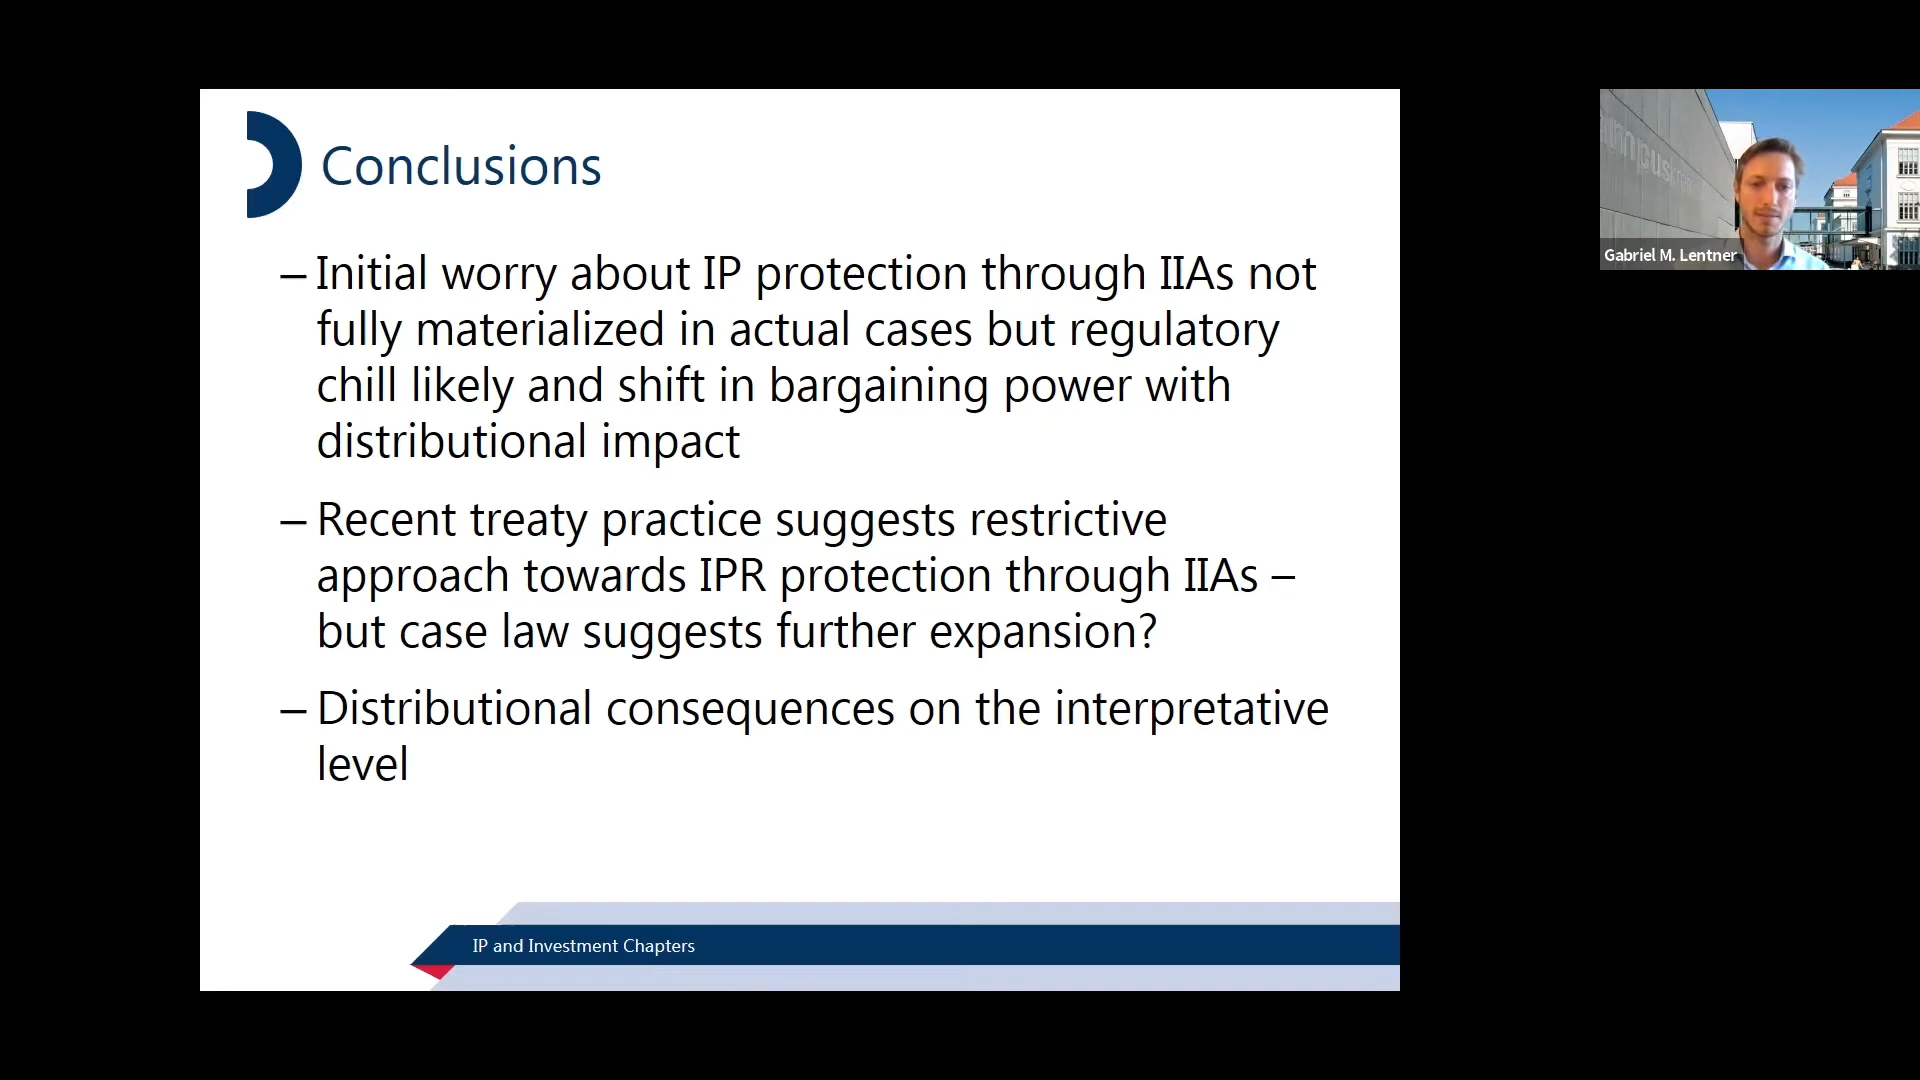 Conclusions
– Initial worry about IP protection through IIAs not
fully materialized in actual cases but regulatory
chill likely and shift in bargaining power with
distributional impact
– Recent treaty practice suggests restrictive
approach towards IPR protection through IIAs –
but case law suggests further expansion?
– Distributional consequences on the interpretative
level
IP and Investment Chapters
Gabriel M. Lentner